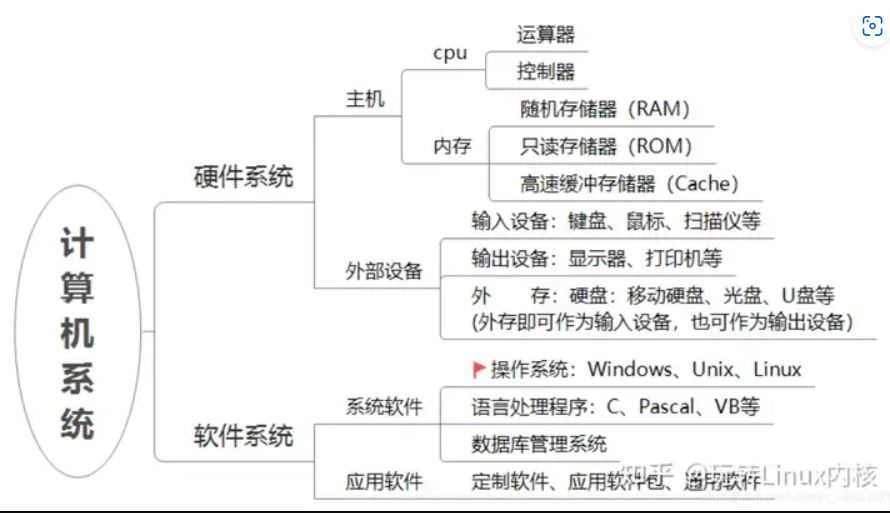 计算机系统
硬件系统
主机
cpu
运算器
控制器
内存
随机存储器（RAM）
只读存储器（ROM）
高速缓冲存储器（Cache）
外部设备
输入设备：键盘、鼠标、扫描仪等
输出设备：显示器、打印机等
外 存：硬盘：移动硬盘、光盘、U盘等
(外存即可作为输入设备，也可作为输出设备)
软件系统
系统软件
操作系统：Windows、Unix、Linux
语言处理程序：C、Pascal、VB等
数据库管理系统
应用软件
定制软件、应用软件包、通用软件
知乎 @玩转Linux内核